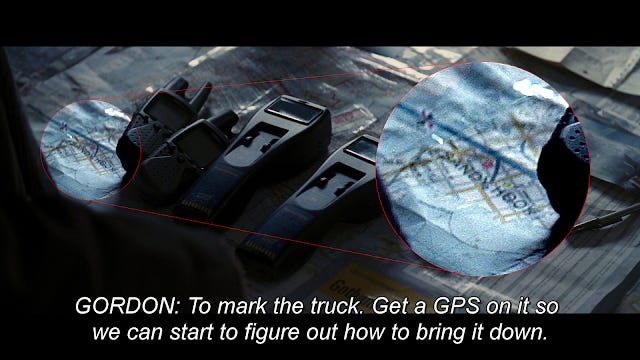 Goth
GORDON: To mark the truck. Get a GPS on it so
we can start to figure out how to bring it down.